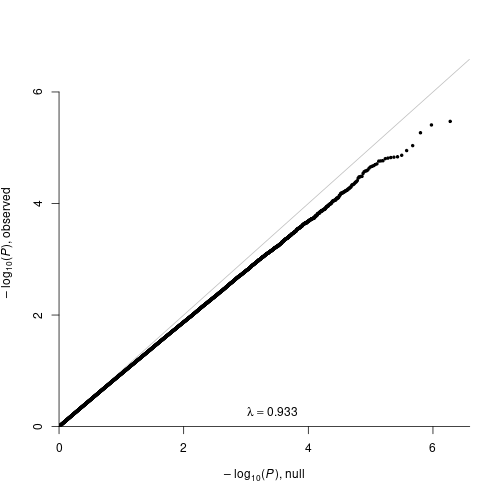 6
4
2
0
– log₁₀(P), observed
λ = 0.933
0 2 4 6
– log₁₀(P), null